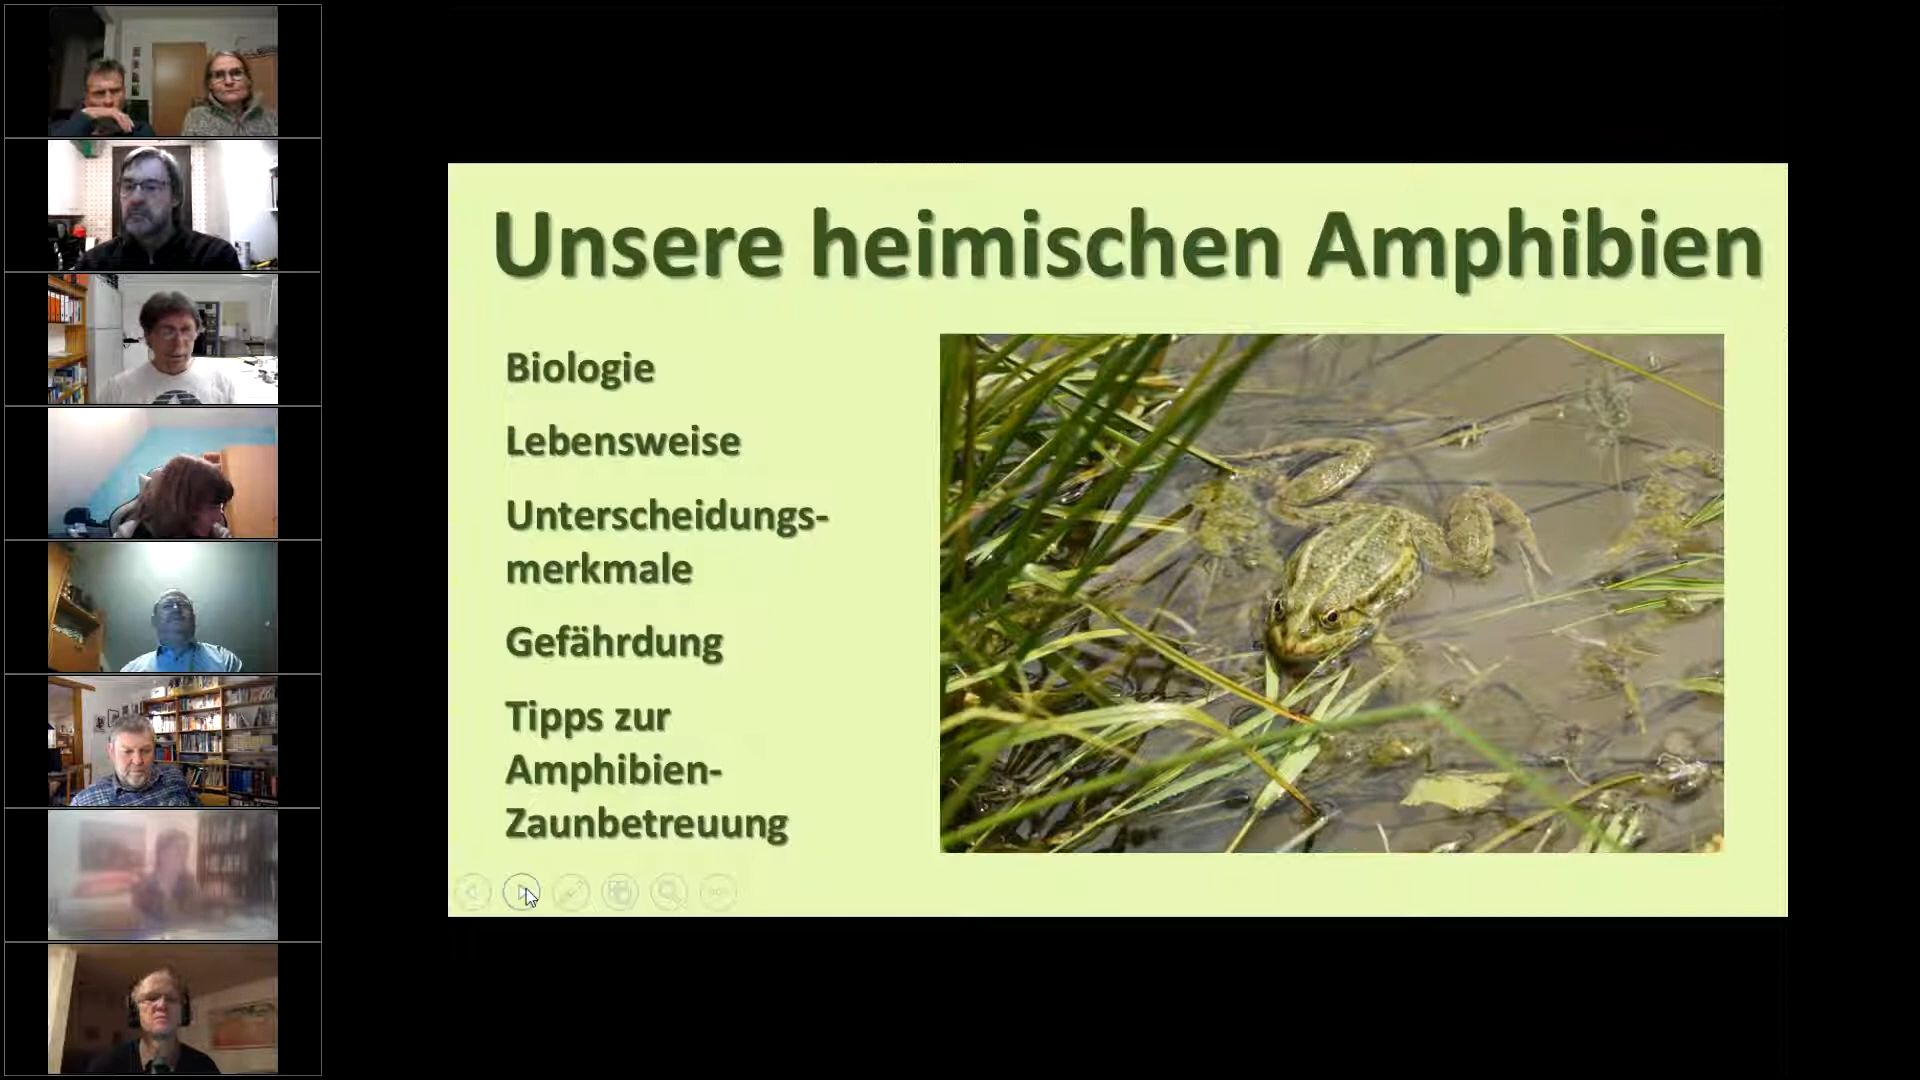 Unsere heimischen Amphibien
Biologie
Lebensweise
Unterscheidungs-
merkmale
Gefährdung
Tipps zur
Amphibien-
Zaunbetreuung